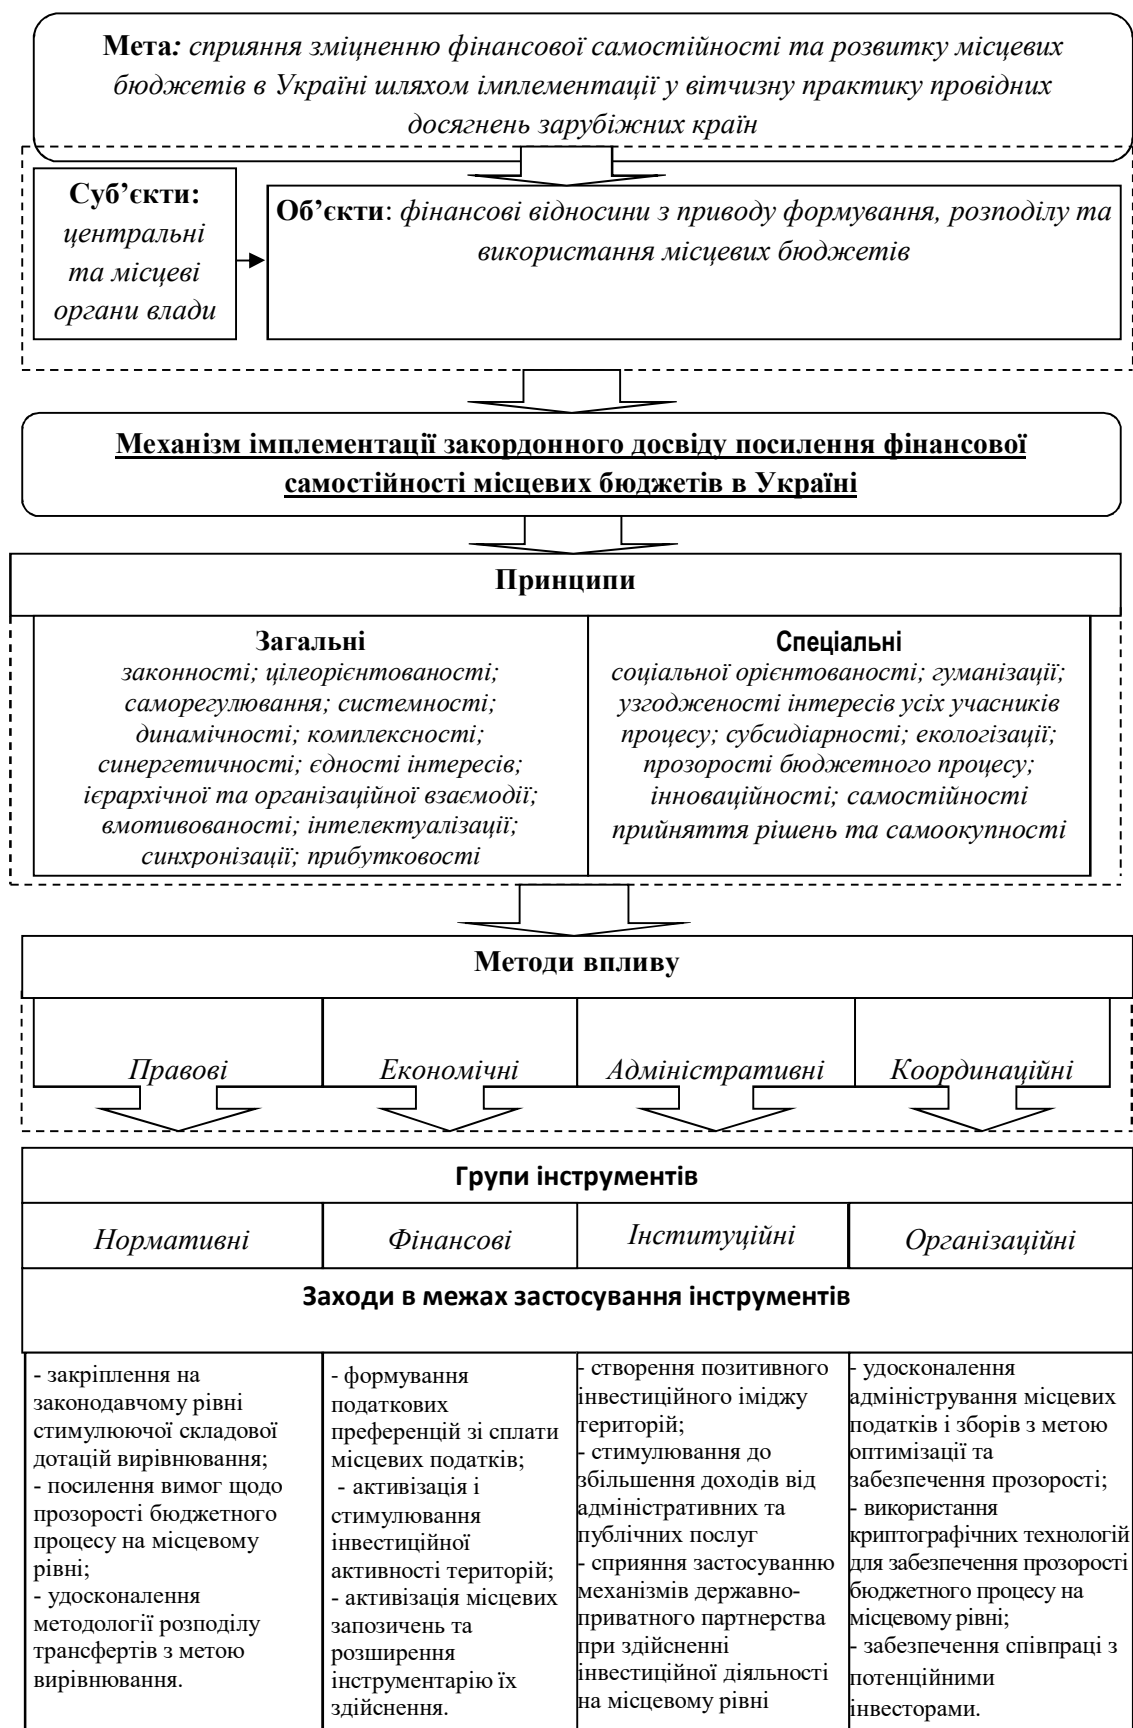 Мета: сприяння зміцненню фінансової самостійності та розвитку місцевих
бюджетів в Україні шляхом імплементації у вітчизну практику провідних
досягнень зарубіжних країн
Суб’єкти:
центральні
та місцеві
органи влади
Об’єкти: фінансові відносини з приводу формування, розподілу та
використання місцевих бюджетів
Механізм імплементації закордонного досвіду посилення фінансової
самостійності місцевих бюджетів в Україні
Принципи
Загальні
законності; цілеорієнтованості;
саморегулювання; системності;
динамічності; комплексності;
синергетичності; єдності інтересів;
ієрархічної та організаційної взаємодії;
вмотивованості; інтелектуалізації;
синхронізації; прибутковості
Спеціальні
соціальної орієнтованості; гуманізації;
узгодженості інтересів усіх учасників
процесу; субсидіарності; екологізації;
прозорості бюджетного процесу;
інноваційності; самостійності
прийняття рішень та самоокупності
Методи впливу
Правові
Економічні
Адміністративні
Координаційні
Групи інструментів
Нормативні
Фінансові
Інституційні
Організаційні
Заходи в межах застосування інструментів
- закріплення на
законодавчому рівні
стимулюючої складової
дотацій вирівнювання;
- посилення вимог щодо
прозорості бюджетного
процесу на місцевому
рівні;
- удосконалення
методології розподілу
трансфертів з метою
вирівнювання.
- формування
податкових
преференцій зі сплати
місцевих податків;
- активізація і
стимулювання
інвестиційної
активності територій;
- активізація місцевих
запозичень та
розширення
інструментарію їх
здійснення.
- створення позитивного
інвестиційного іміджу
територій;
- стимулювання до
збільшення доходів від
адміністративних та
публічних послуг
- сприяння застосуванню
механізмів державно-
приватного партнерства
при здійсненні
інвестиційної діяльності
на місцевому рівні
- удосконалення
адміністрування місцевих
податків і зборів з метою
оптимізації та
забезпечення прозорості;
- використання
криптографічних технологій
для забезпечення прозорості
бюджетного процесу на
місцевому рівні;
- забезпечення співпраці з
потенційними
інвесторами.